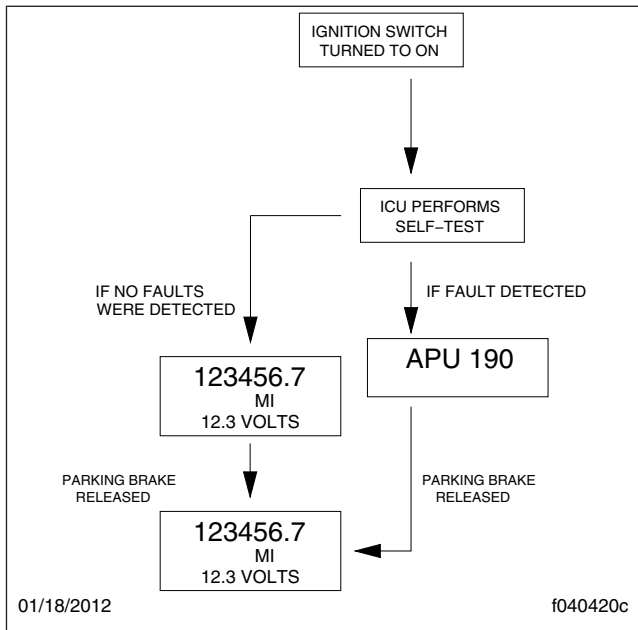 IGNITION SWITCH
TURNED TO ON
ICU PERFORMS
SELF–TEST
IF NO FAULTS
WERE DETECTED
IF FAULT DETECTED
123456.7
MI
12.3 VOLTS
APU 190
PARKING BRAKE
RELEASED
PARKING BRAKE
RELEASED
123456.7
MI
12.3 VOLTS
01/18/2012
f040420c